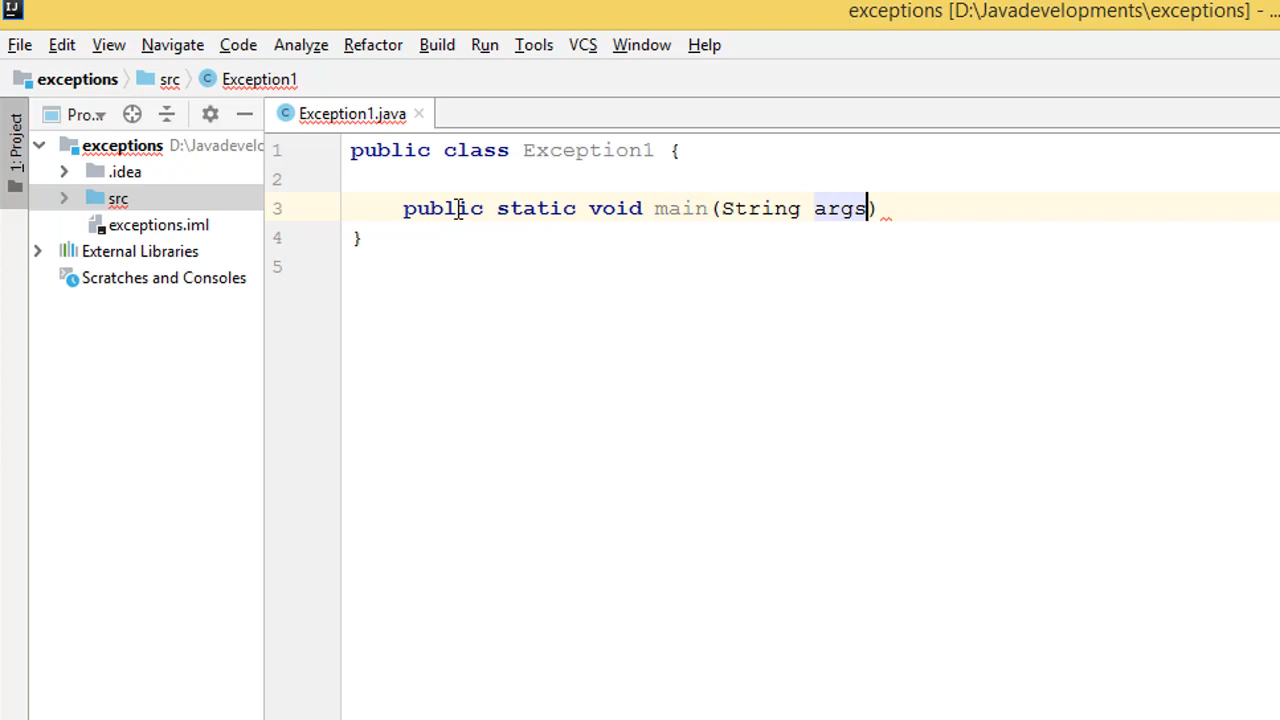 IJ
exceptions [D:\Javadevelopments\exceptions] - ...
File Edit View Navigate Code Analyze Refactor Build Run Tools VCS Window Help
exceptions src C Exception1
1: Project
Pro...
C Exception1.java
exceptions D:\Javadevelc
.idea
src
exceptions.iml
External Libraries
Scratches and Consoles
1 public class Exception1 {
2
3 public static void main(String args)
4 }
5